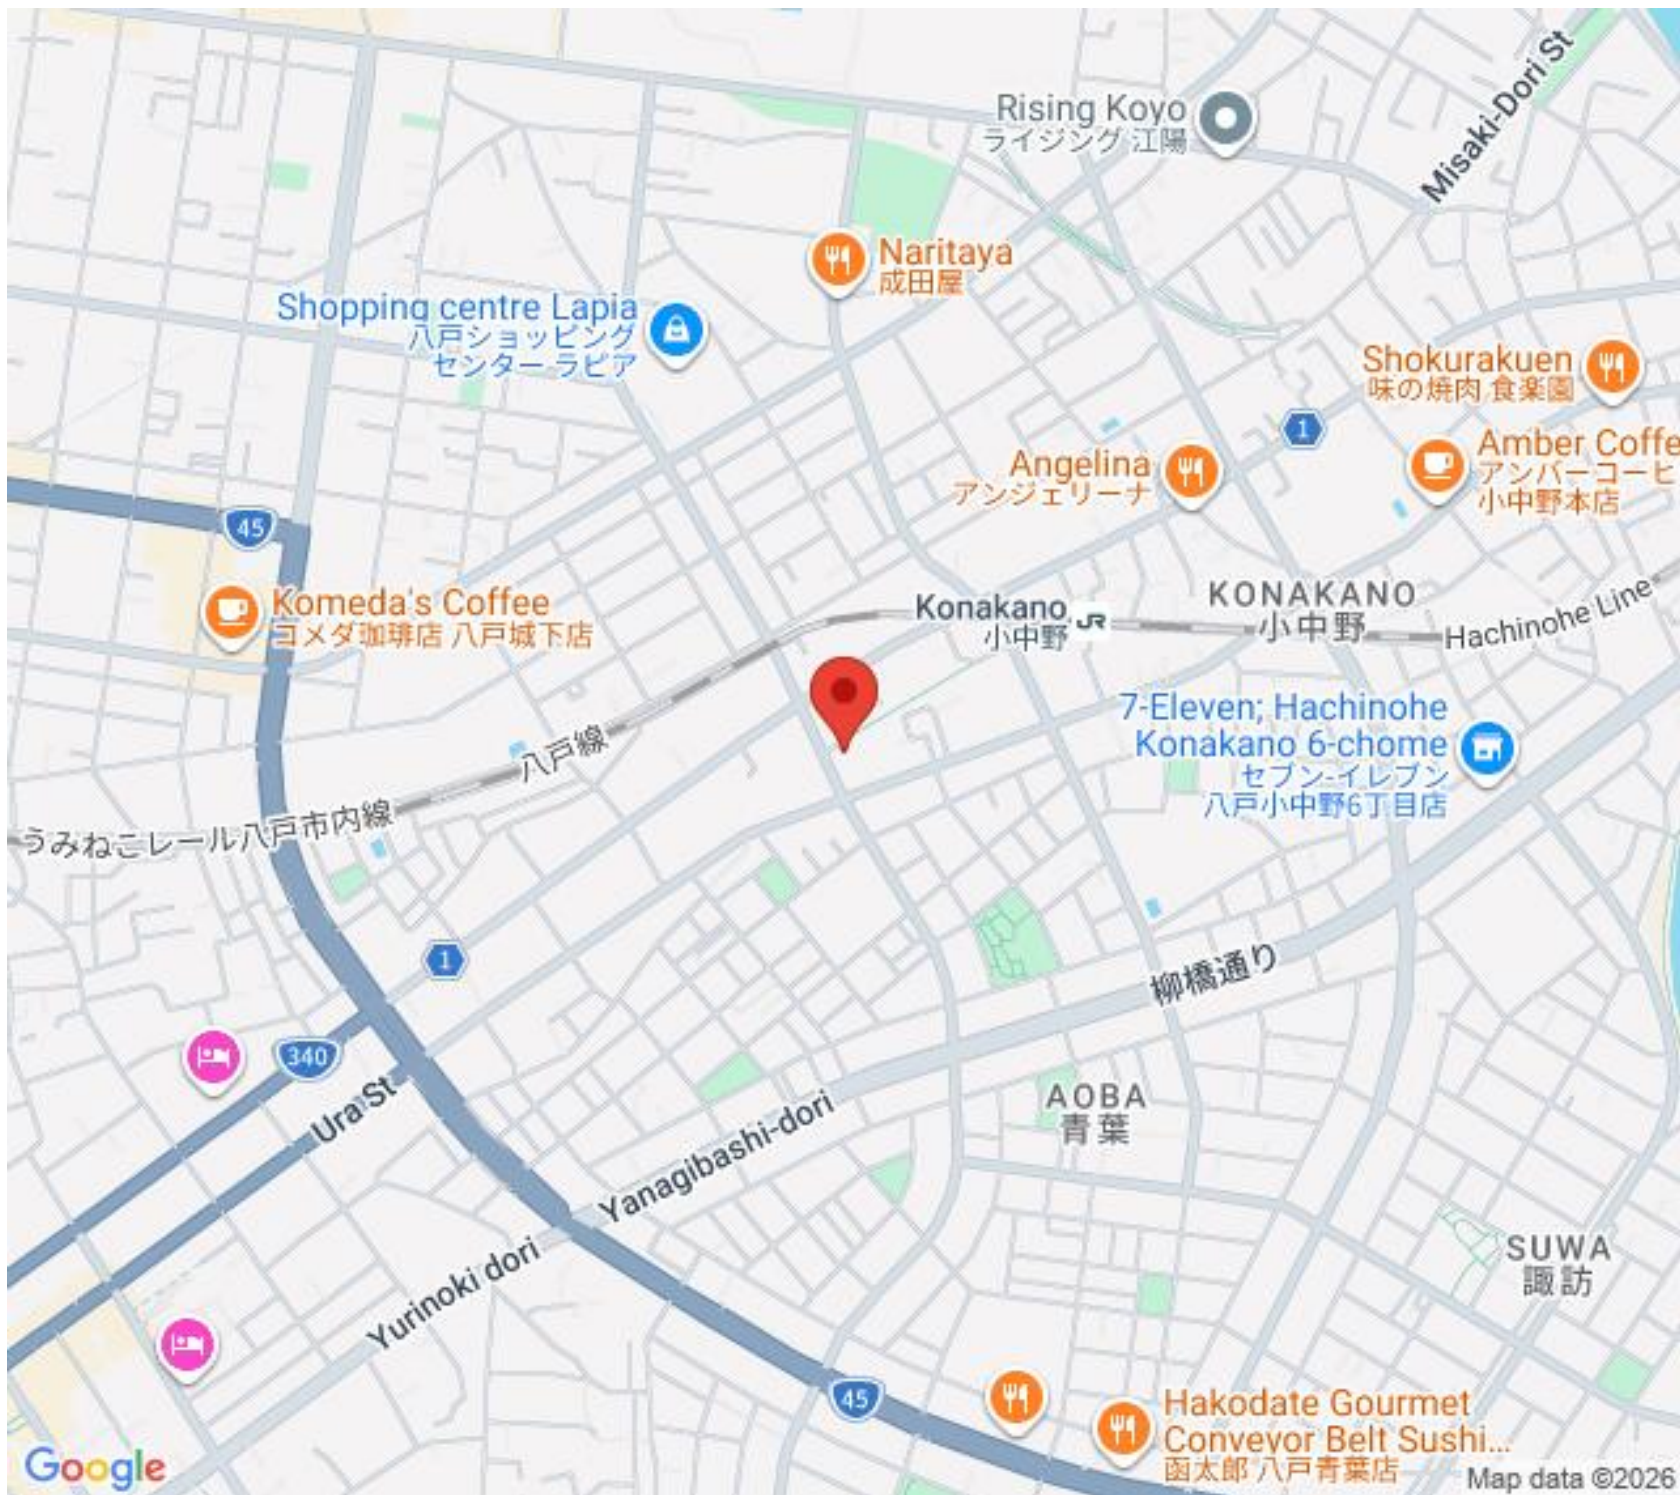 Misaki-Dori St
Rising Koyo
ライジング 江陽
Naritaya
成田屋
Shopping centre Lapia
八戸ショッピング
センター ラピア
Shokurakuen
味の焼肉 食楽園
1
Amber Coffe
アンバーコーヒ
小中野本店
Angelina
アンジェリーナ
45
Komeda's Coffee
コメダ珈琲店 八戸城下店
Konakano
小中野
JR
KONAKANO
小中野
Hachinohe Line
7-Eleven; Hachinohe
Konakano 6-chome
セブン-イレブン
八戸小中野6丁目店
八戸線
うみねこレール八戸市内線
1
柳橋通り
340
Ura St
AOBA
青葉
Yanagibashi-dori
Yurinoki dori
SUWA
諏訪
45
Hakodate Gourmet
Conveyor Belt Sushi...
函太郎 八戸青葉店
Google
Map data ©2026